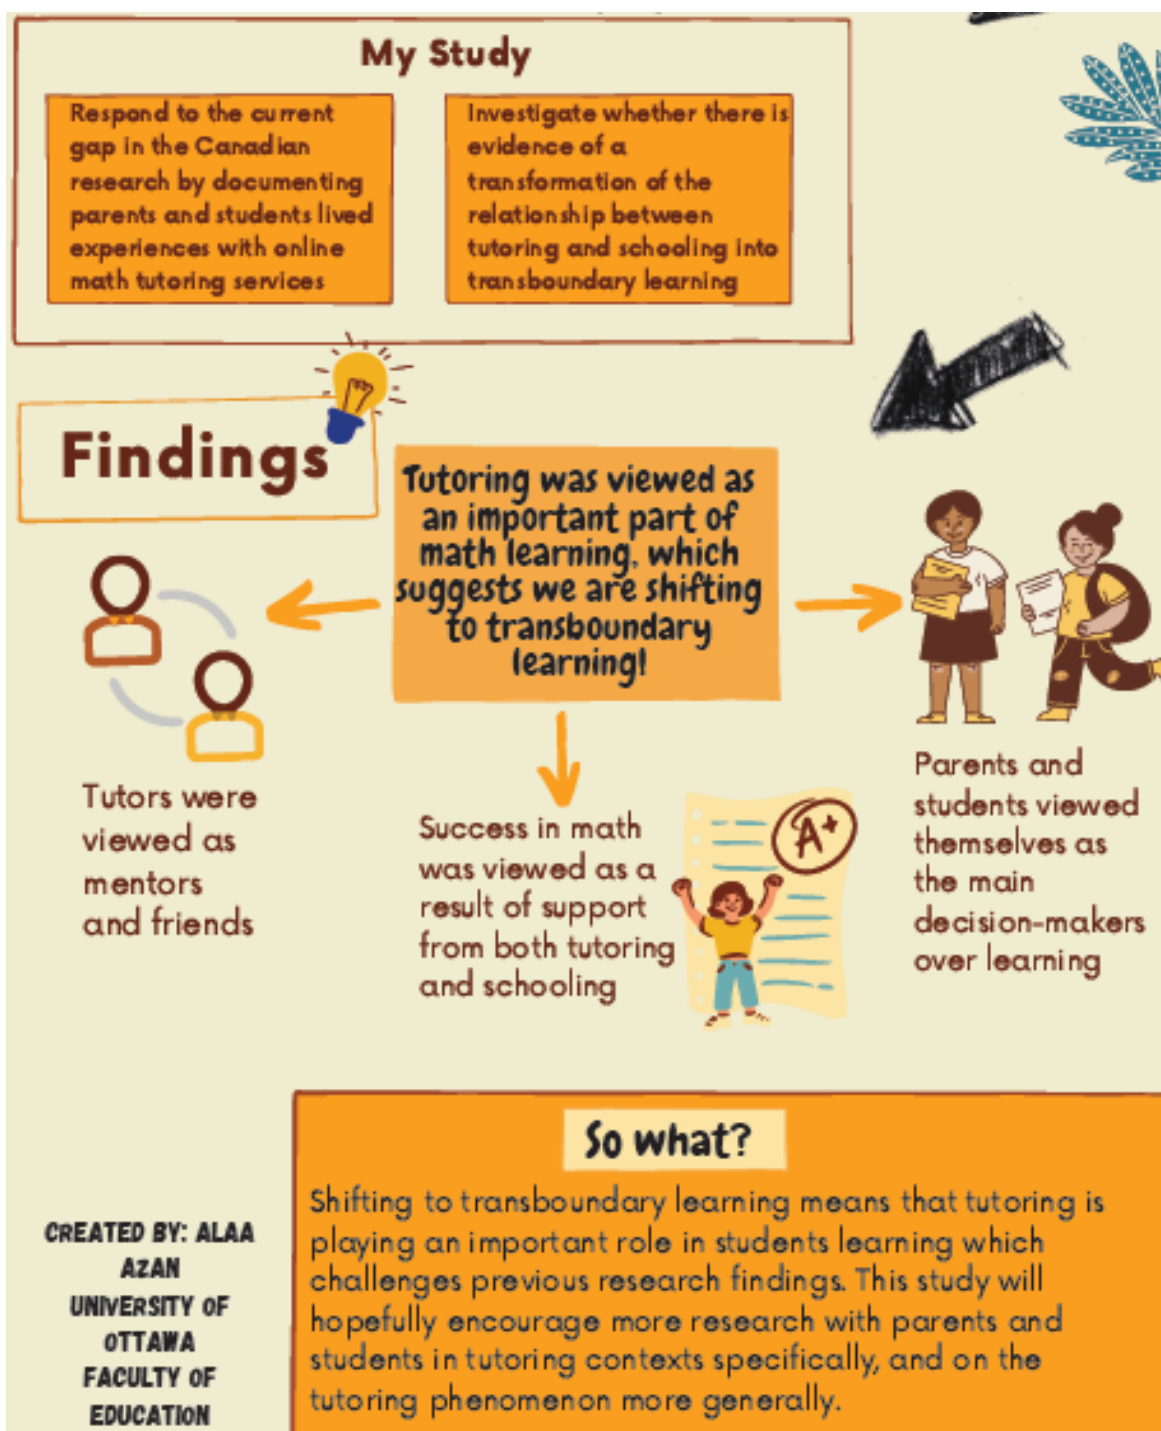 My Study
Respond to the current
gap in the Canadian
research by documenting
parents and students lived
experiences with online
math tutoring services
Investigate whether there is
evidence of a
transformation of the
relationship between
tutoring and schooling into
transboundary learning
Findings
Tutoring was viewed as
an important part of
math learning, which
suggests we are shifting
to transboundary
learning!
Tutors were
viewed as
mentors
and friends
Success in math
was viewed as a
result of support
from both tutoring
and schooling
A+
Parents and
students viewed
themselves as
the main
decision-makers
over learning
So what?
Shifting to transboundary learning means that tutoring is
playing an important role in students learning which
challenges previous research findings. This study will
hopefully encourage more research with parents and
students in tutoring contexts specifically, and on the
tutoring phenomenon more generally.
CREATED BY: ALAA
AZAN
UNIVERSITY OF
OTTAWA
FACULTY OF
EDUCATION